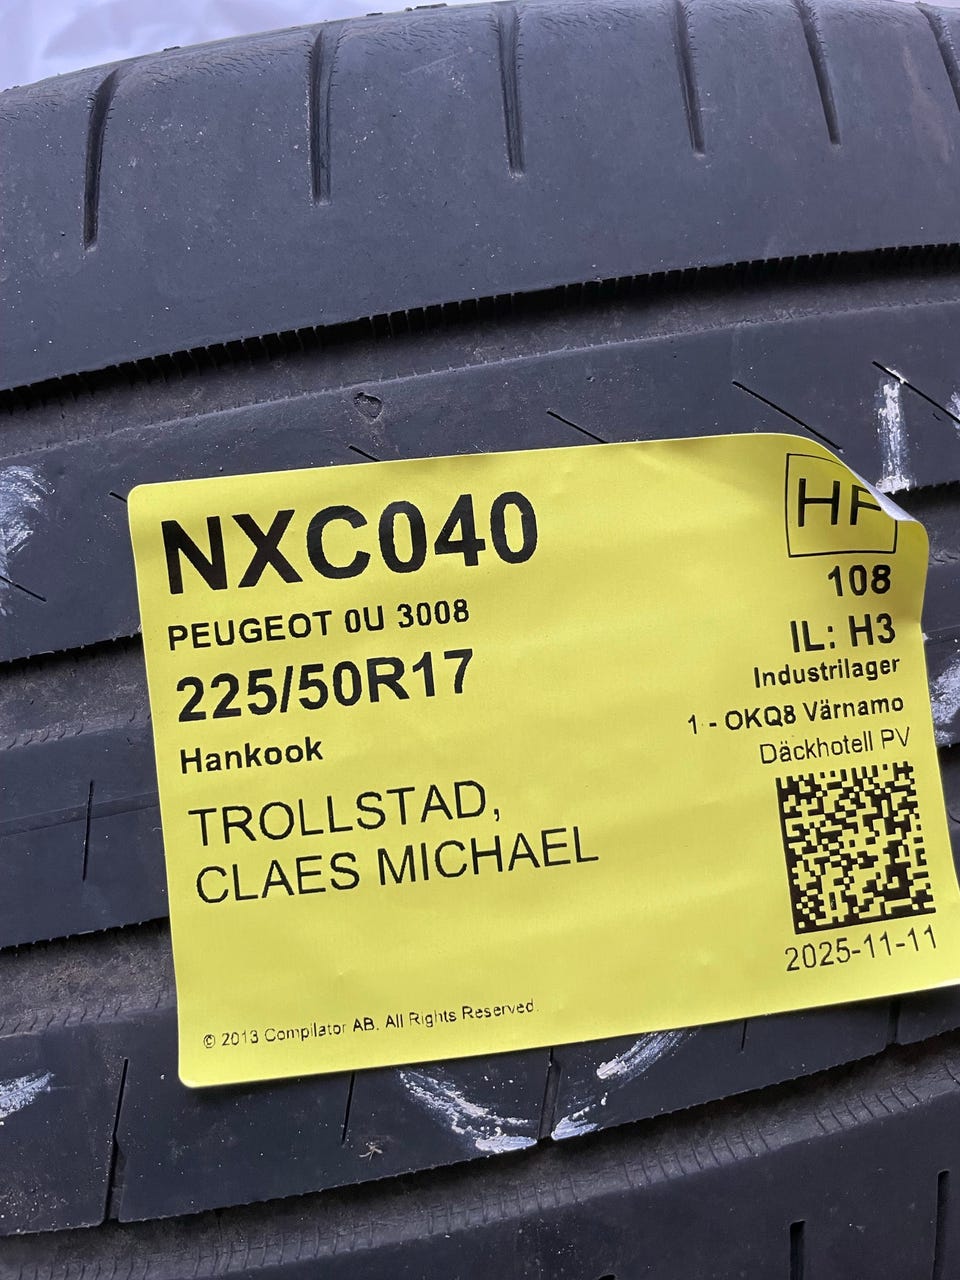 NXC040
PEUGEOT 0U 3008
225/50R17
Hankook
TROLLSTAD,
CLAES MICHAEL
© 2013 Compilator AB. All Rights Reserved.
HF
108
IL: H3
Industrilager
1 - OKQ8 Värnamo
Däckhotell PV
2025-11-11